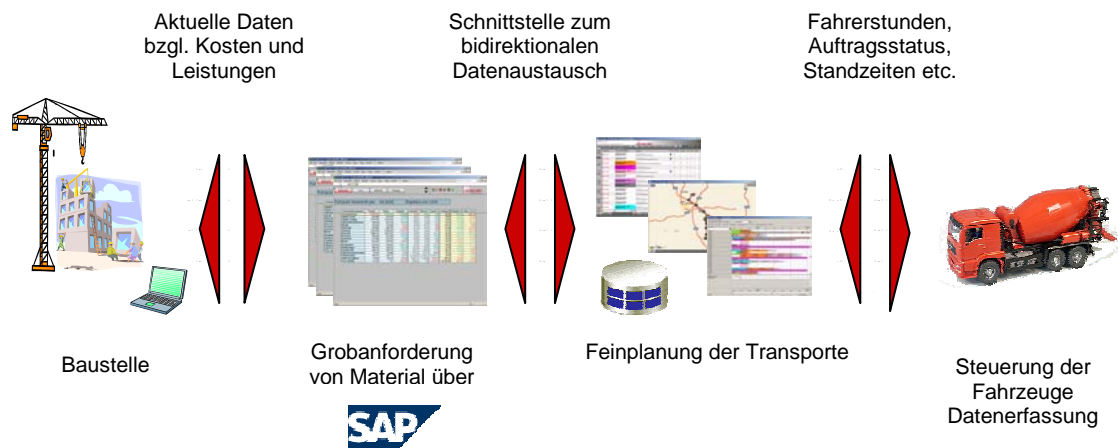 Aktuelle Daten
bzgl. Kosten und
Leistungen
Schnittstelle zum
bidirektionalen
Datenaustausch
Fahrerstunden,
Auftragsstatus,
Standzeiten etc.
Baustelle
Grobanforderung
von Material über
SAP
Feinplanung der Transporte
Steuerung der
Fahrzeuge
Datenerfassung